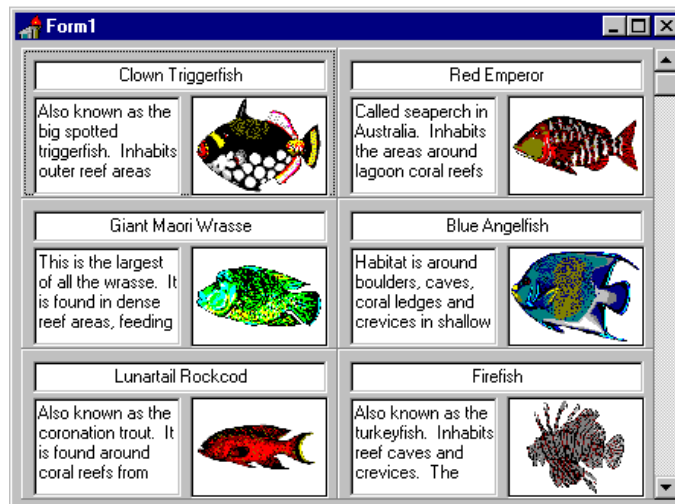 Form1
Clown Triggerfish
Also known as the
big spotted
triggerfish. Inhabits
outer reef areas
Red Emperor
Called seaperch in
Australia. Inhabits
the areas around
lagoon coral reefs
Giant Maori Wrasse
This is the largest
of all the wrasse. It
is found in dense
reef areas, feeding
Blue Angelfish
Habitat is around
boulders, caves,
coral ledges and
crevices in shallow
Lunartail Rockcod
Also known as the
coronation trout. It
is found around
coral reefs from
Firefish
Also known as the
turkeyfish. Inhabits
reef caves and
crevices. The